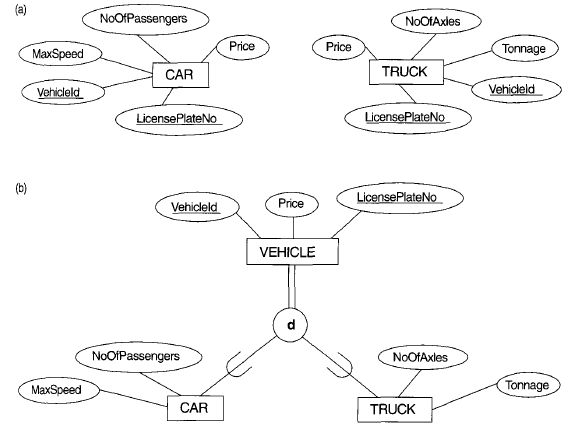 (a)
NoOfPassengers
NoOfAxles
MaxSpeed
Price
Price
Tonnage
CAR
TRUCK
VehicleId
VehicleId
LicensePlateNo
LicensePlateNo
(b)
VehicleId
Price
LicensePlateNo
VEHICLE
d
NoOfPassengers
NoOfAxles
MaxSpeed
Tonnage
CAR
TRUCK